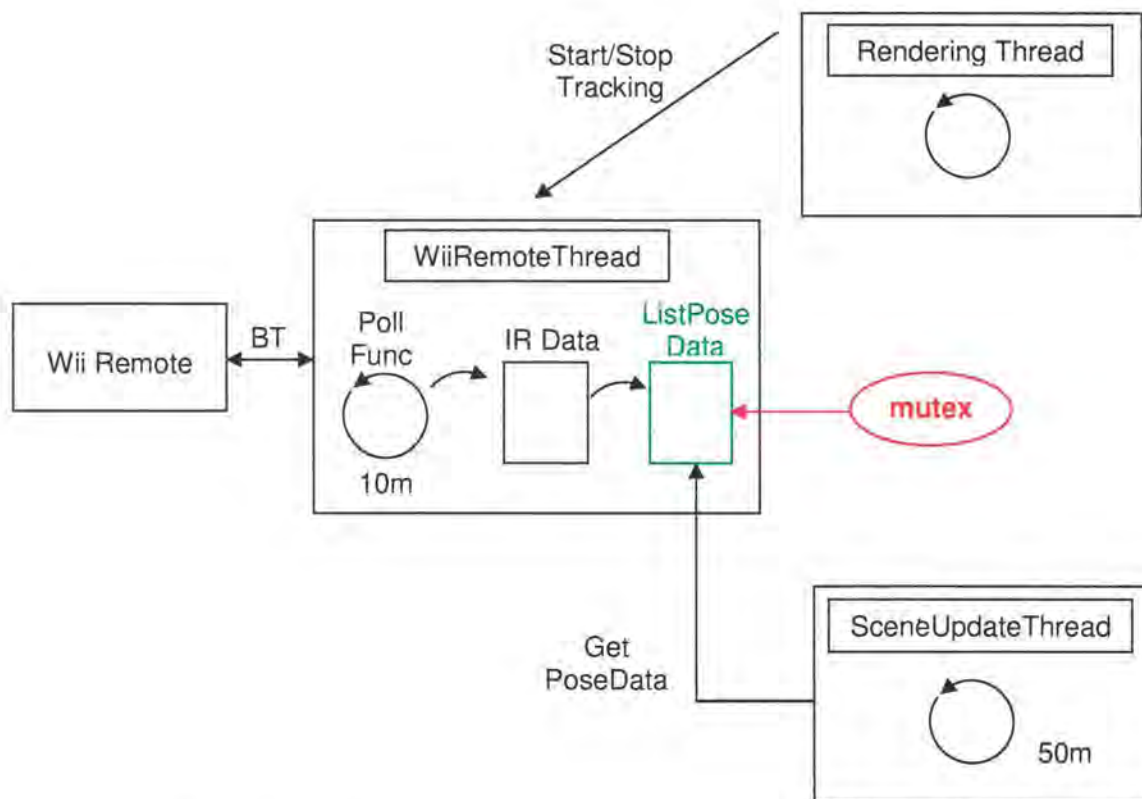 Start/Stop
Tracking
Rendering Thread
WiiRemoteThread
Wii Remote
BT
Poll
Func
10m
IR Data
ListPose
Data
mutex
Get
PoseData
SceneUpdateThread
50m